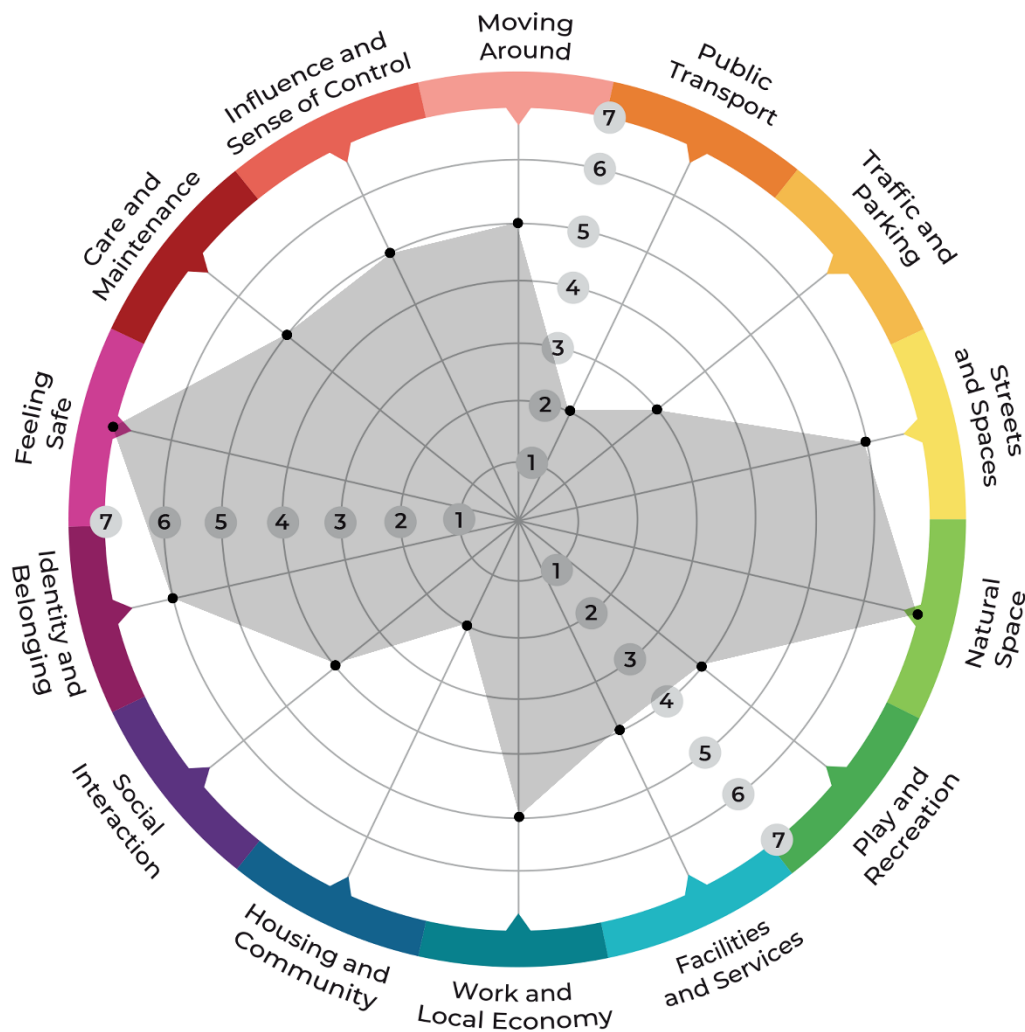 Moving
Around
Public
Transport
Traffic and
Parking
Streets
and Spaces
Natural
Space
Play and
Recreation
Facilities
and Services
Work and
Local Economy
Housing and
Community
Social
Interaction
Identity and
Belonging
Feeling
Safe
Care and
Maintenance
Influence and
Sense of Control
7
6
5
4
3
2
1
7 6 5 4 3 2 1
1
2
3
4
5
6
7